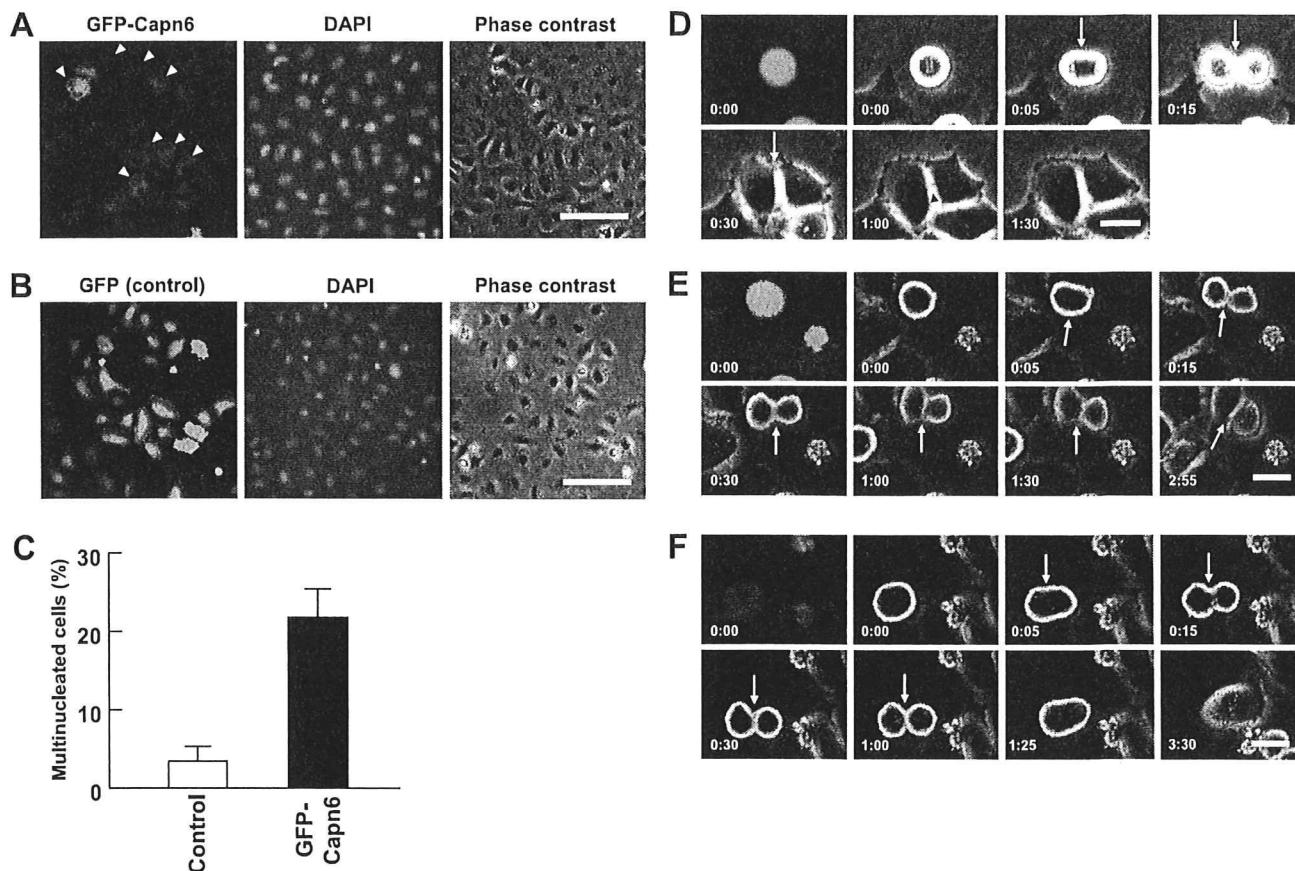 A
GFP-Capn6
DAPI
Phase contrast
B
GFP (control)
DAPI
Phase contrast
C
Multinucleated cells (%)
30
20
10
0
Control
GFP-
Capn6
D
0:00
0:00
0:05
0:15
0:30
1:00
1:30
E
0:00
0:00
0:05
0:15
0:30
1:00
1:30
2:55
F
0:00
0:00
0:05
0:15
0:30
1:00
1:25
3:30